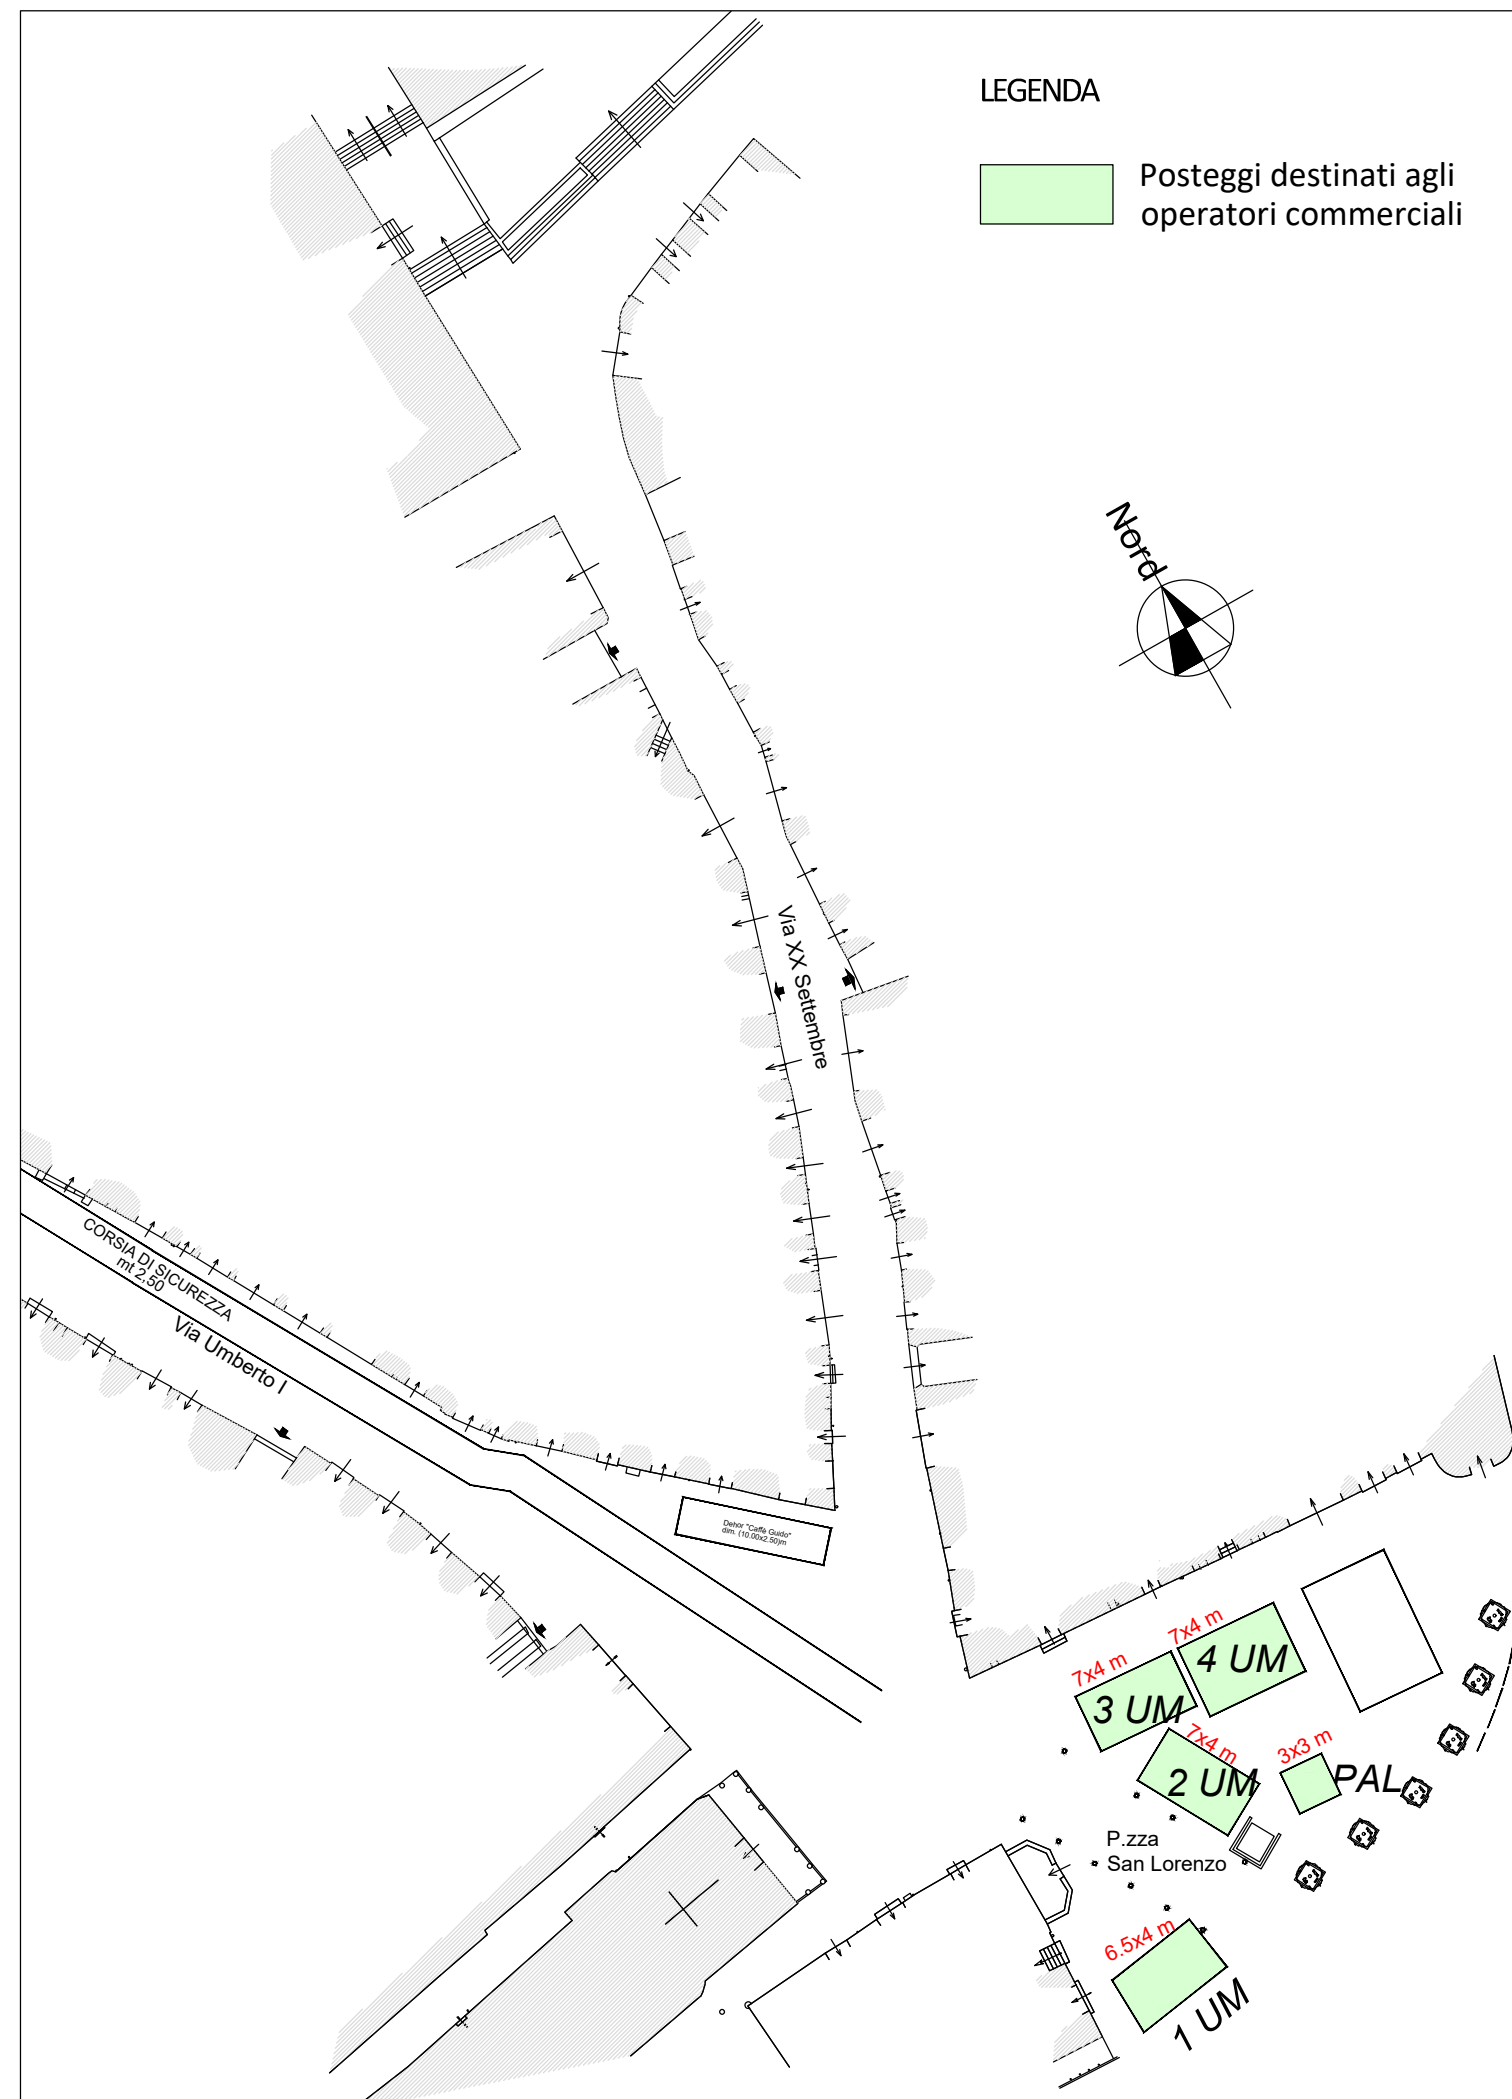 LEGENDA
Posteggi destinati agli
operatori commerciali
Nord
Via XX Settembre
CORSIA DI SICUREZZA
mt 2,50
Via Umberto I
Dehor "Caffè Guido"
dim. (10.00x2.50)m
7x4 m
4 UM
7x4 m
3 UM
7x4 m
2 UM
3x3 m
PAL
P.zza
San Lorenzo
6.5x4 m
1 UM